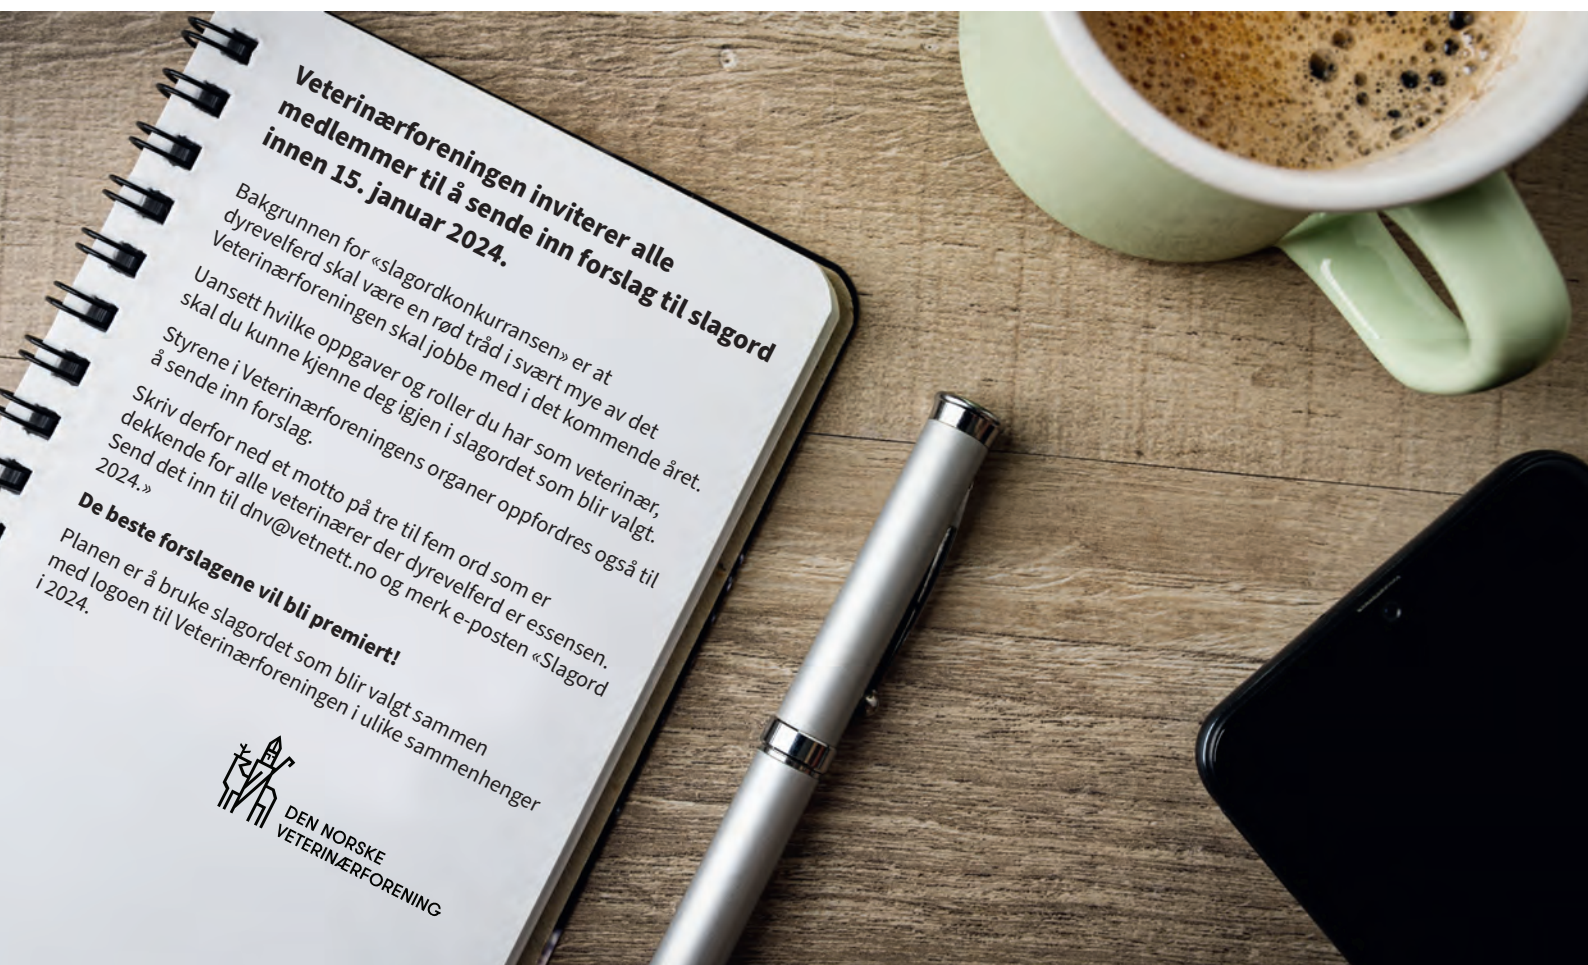 Veterinærforeningen inviterer alle
medlemmer til å sende inn forslag til slagord
innen 15. januar 2024.
Bakgrunnen for «slagordkonkurransen» er at
dyrevelferd skal være en rød tråd i svært mye av det
Veterinærforeningen skal jobbe med i det kommende året.
Uansett hvilke oppgaver og roller du har som veterinær,
skal du kunne kjenne deg igjen i slagordet som blir valgt.
Styrene i Veterinærforeningens organer oppfordres også til
å sende inn forslag.
Skriv derfor ned et motto på tre til fem ord som er
dekkende for alle veterinærer der dyrevelferd er essensen.
Send det inn til dnv@vetnett.no og merk e-posten «Slagord
2024.»
De beste forslagene vil bli premiert!
Planen er å bruke slagordet som blir valgt sammen
med logoen til Veterinærforeningen i ulike sammenhenger
i 2024.
DEN NORSKE
VETERINÆRFORENING